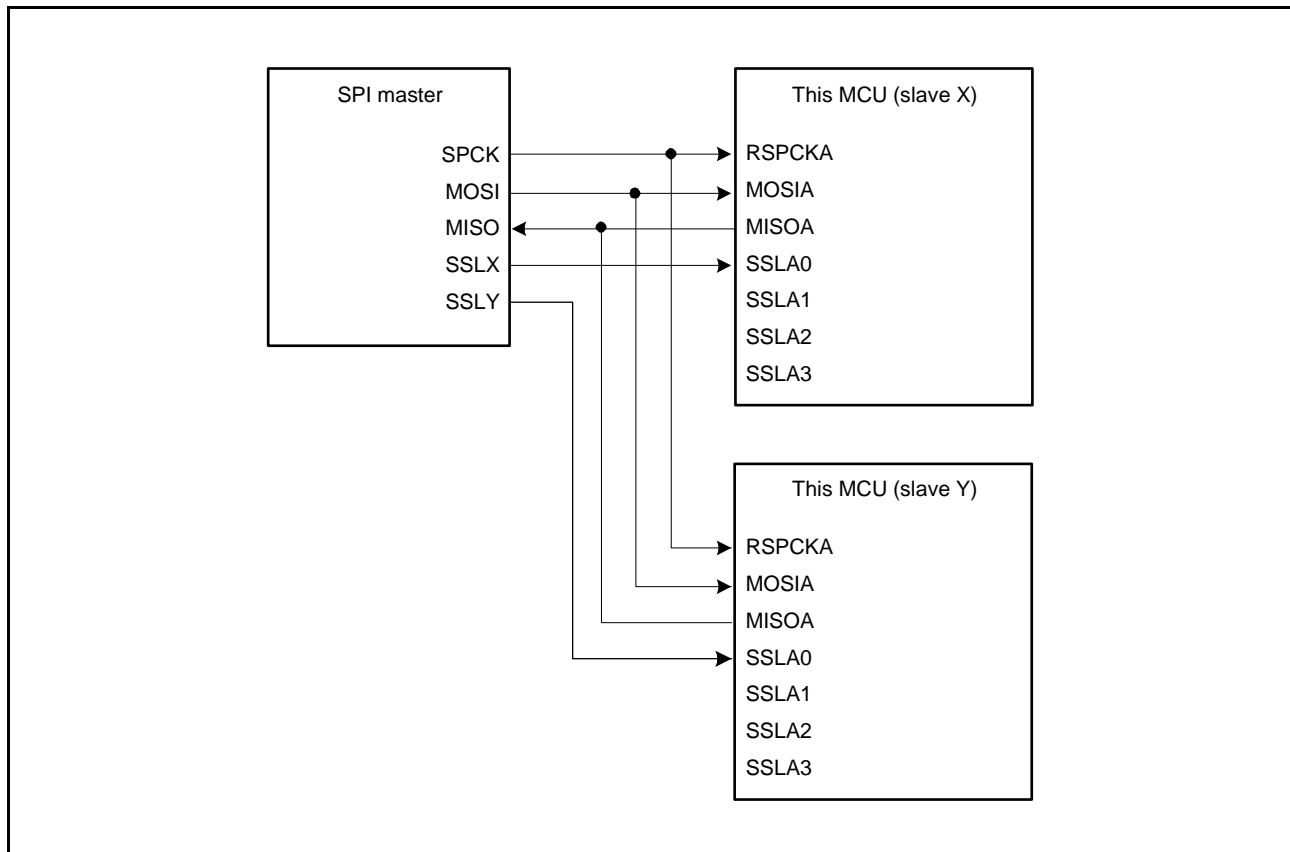 SPI master
SPCK
MOSI
MISO
SSLX
SSLY
This MCU (slave X)
RSPCKA
MOSIA
MISOA
SSLA0
SSLA1
SSLA2
SSLA3
This MCU (slave Y)
RSPCKA
MOSIA
MISOA
SSLA0
SSLA1
SSLA2
SSLA3